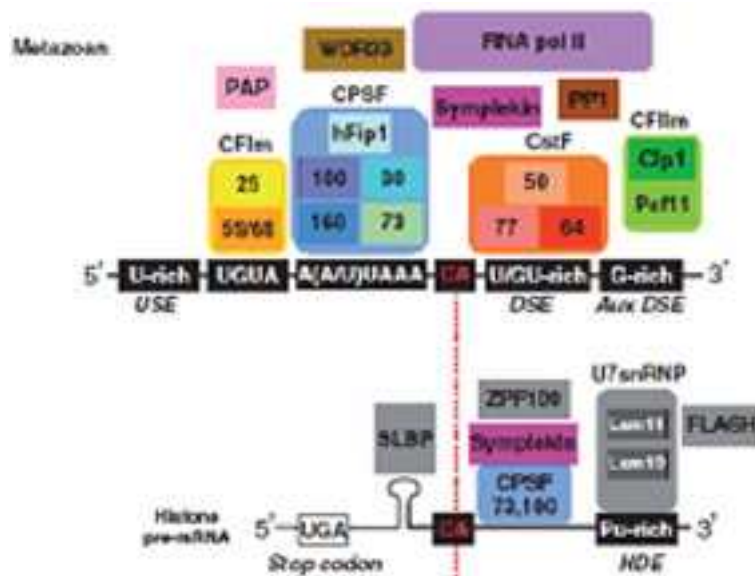 Metazoan
WDR33
RNA pol II
PAP
CPSF
Symplekin
PP1
CFIm
hFip1
CstF
CFIIm
25
100
30
50
Clp1
59/68
160
73
77
64
Pcf11
5'
U-rich
UGUA
A(A/U)UAAA
CA
U/GU-rich
G-rich
3'
USE
DSE
Aux DSE
U7snRNP
ZFP100
SLBP
Symplekin
Lsm11
FLASH
CPSF
73,100
Lsm10
Histone
pre-mRNA
5'
UGA
CA
Pu-rich
3'
Stop codon
HDE